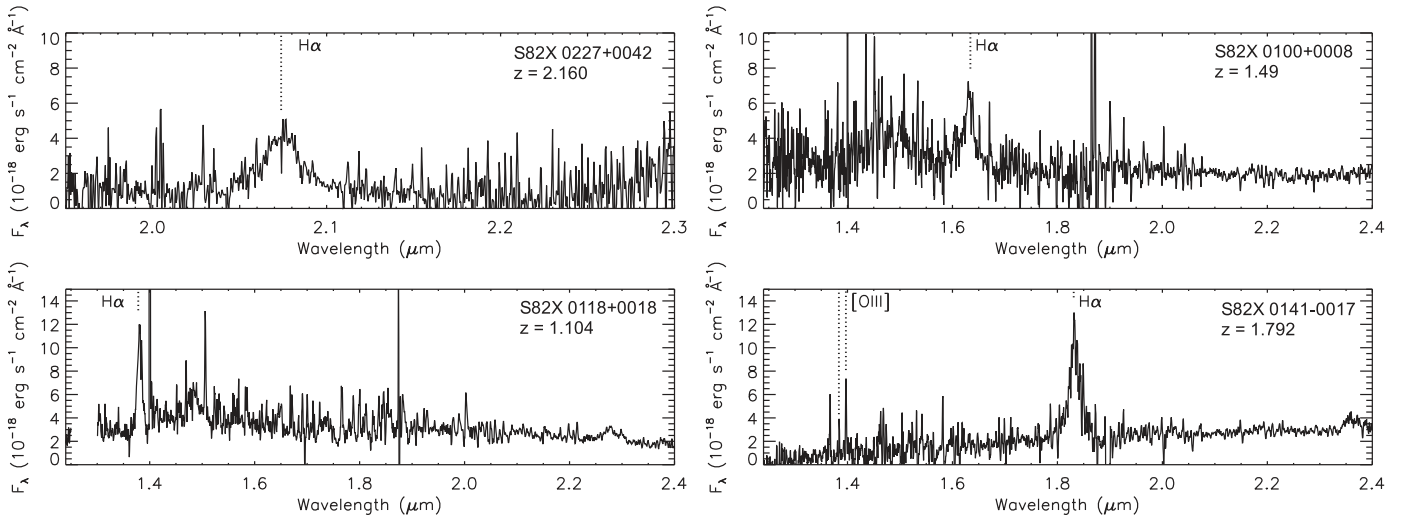 Hα
S82X 0227+0042
z = 2.160
10
8
6
4
2
0
2.0 2.1 2.2 2.3
Wavelength (μm)
F_λ (10⁻¹⁸ erg s⁻¹ cm⁻² Å⁻¹)
Hα
S82X 0100+0008
z = 1.49
10
8
6
4
2
0
1.4 1.6 1.8 2.0 2.2 2.4
Wavelength (μm)
F_λ (10⁻¹⁸ erg s⁻¹ cm⁻² Å⁻¹)
Hα
S82X 0118+0018
z = 1.104
14
12
10
8
6
4
2
0
1.4 1.6 1.8 2.0 2.2 2.4
Wavelength (μm)
F_λ (10⁻¹⁸ erg s⁻¹ cm⁻² Å⁻¹)
[OIII]
Hα
S82X 0141-0017
z = 1.792
14
12
10
8
6
4
2
0
1.4 1.6 1.8 2.0 2.2 2.4
Wavelength (μm)
F_λ (10⁻¹⁸ erg s⁻¹ cm⁻² Å⁻¹)